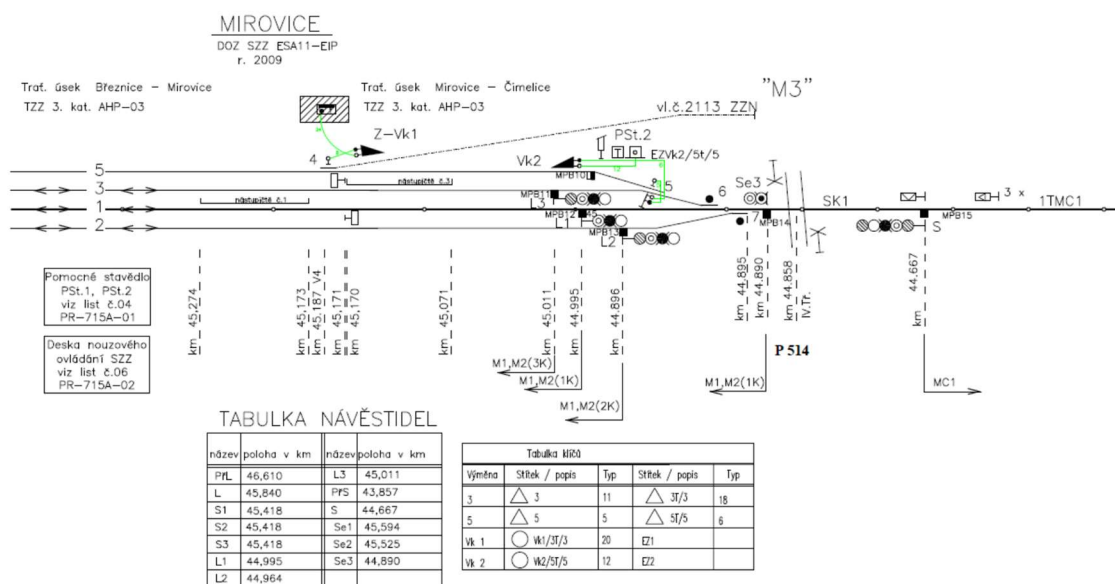 MIROVICE
DOZ SZZ ESA11-EIP
r. 2009
Trať. úsek Březnice – Mirovice
TZZ 3. kat. AHP-03
Trať. úsek Mirovice – Čimelice
TZZ 3. kat. AHP-03
"M3"
vl.č.2113 ZZN
Z-Vk1
4
Vk2
PSt.2
EZVk2/5t/5
12
5
3
1
2
nástupiště č.3
nástupiště č.1
MPB10
MPB11
L3
MPB12
45
L1
MPB13
L2
5
6
7
Se3
MPB14
SK1
3 x
1TMC1
MPB15
S
km 45,274
km 45,173
km 45,187 V4
km 45,171
km 45,170
km 45,071
km 45,011
km 44,995
km 44,896
km 44.895
km 44.890
km 44.858
IV.Tř.
km 44.667
P 514
M1,M2(3K)
M1,M2(1K)
M1,M2(2K)
M1,M2(1K)
MC1
Pomocné stavědlo
PSt.1, PSt.2
viz list č.04
PR-715A-01
Deska nouzového
ovládání SZZ
viz list č.06
PR-715A-02
TABULKA NÁVĚSTIDEL
název poloha v km název poloha v km
PřL 46,610 L3 45,011
L 45,840 PřS 43,857
S1 45,418 S 44,667
S2 45,418 Se1 45,594
S3 45,418 Se2 45,525
L1 44,995 Se3 44,890
L2 44,964
Tabulka klíčů
Výměna Štítek / popis Typ Štítek / popis Typ
3 3 11 3T/3 18
5 5 5 5T/5 6
Vk 1 Vk1/3T/3 20 EZ1
Vk 2 Vk2/5T/5 12 EZ2